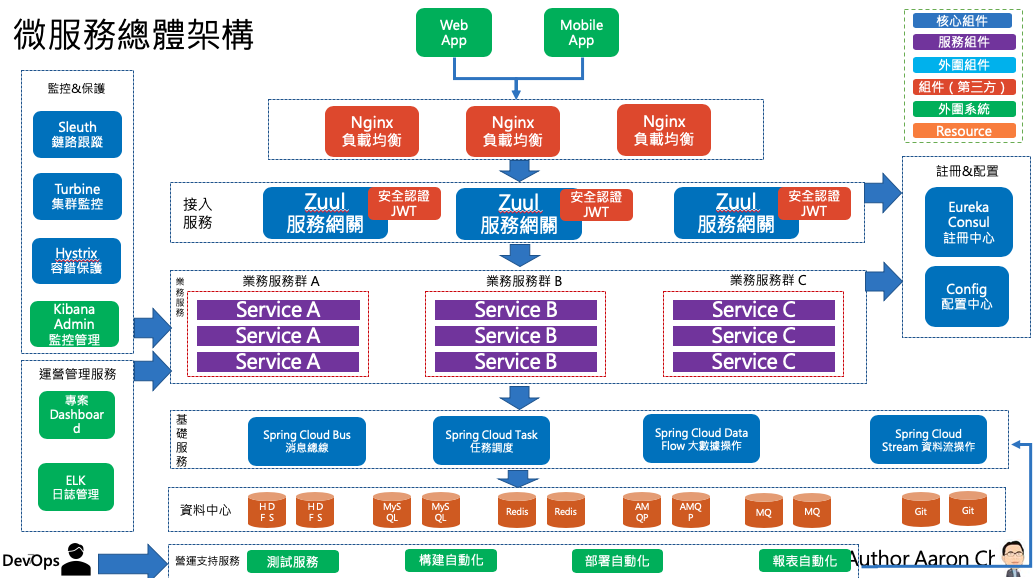 微服務總體架構
Web
App
Mobile
App
核心組件
服務組件
外圍組件
組件（第三方）
外圍系統
Resource
監控&保護
Sleuth
鏈路跟蹤
Turbine
集群監控
Hystrix
容錯保護
Kibana
Admin
監控管理
Nginx
負載均衡
Nginx
負載均衡
Nginx
負載均衡
接入
服務
Zuul
服務網關
安全認證
JWT
Zuul
服務網關
安全認證
JWT
Zuul
服務網關
安全認證
JWT
註冊&配置
Eureka
Consul
註冊中心
Config
配置中心
業務服務
業務服務群 A
Service A
Service A
Service A
業務服務群 B
Service B
Service B
Service B
業務服務群 C
Service C
Service C
Service C
運營管理服務
專案
Dashboar
d
ELK
日誌管理
基礎服務
Spring Cloud Bus
消息總線
Spring Cloud Task
任務調度
Spring Cloud Data
Flow 大數據操作
Spring Cloud
Stream 資料流操作
資料中心
HD
FS
HD
FS
MyS
QL
MyS
QL
Redis
Redis
AM
QP
AMQ
P
MQ
MQ
Git
Git
DevOps
營運支持服務
測試服務
構建自動化
部署自動化
報表自動化
Author Aaron Ch